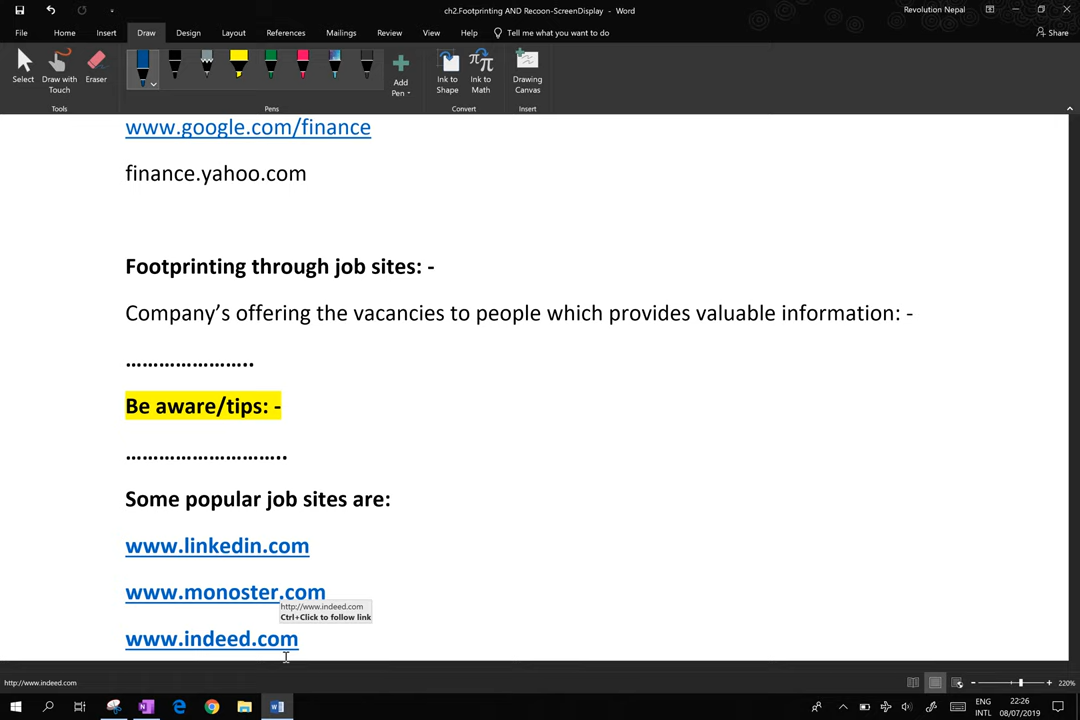 ch2.Footprinting AND Recoon-ScreenDisplay - Word
Revolution Nepal
File Home Insert Draw Design Layout References Mailings Review View Help Tell me what you want to do Share
Select Draw with Touch Eraser Add Pen Ink to Shape Ink to Math Drawing Canvas
Tools Pens Convert Insert
www.google.com/finance
finance.yahoo.com
Footprinting through job sites: -
Company’s offering the vacancies to people which provides valuable information: -
…………………..
Be aware/tips: -
………………………..
Some popular job sites are:
www.linkedin.com
www.monoster.com
http://www.indeed.com
Ctrl+Click to follow link
www.indeed.com
http://www.indeed.com
220%
ENG 22:26
INTL 08/07/2019